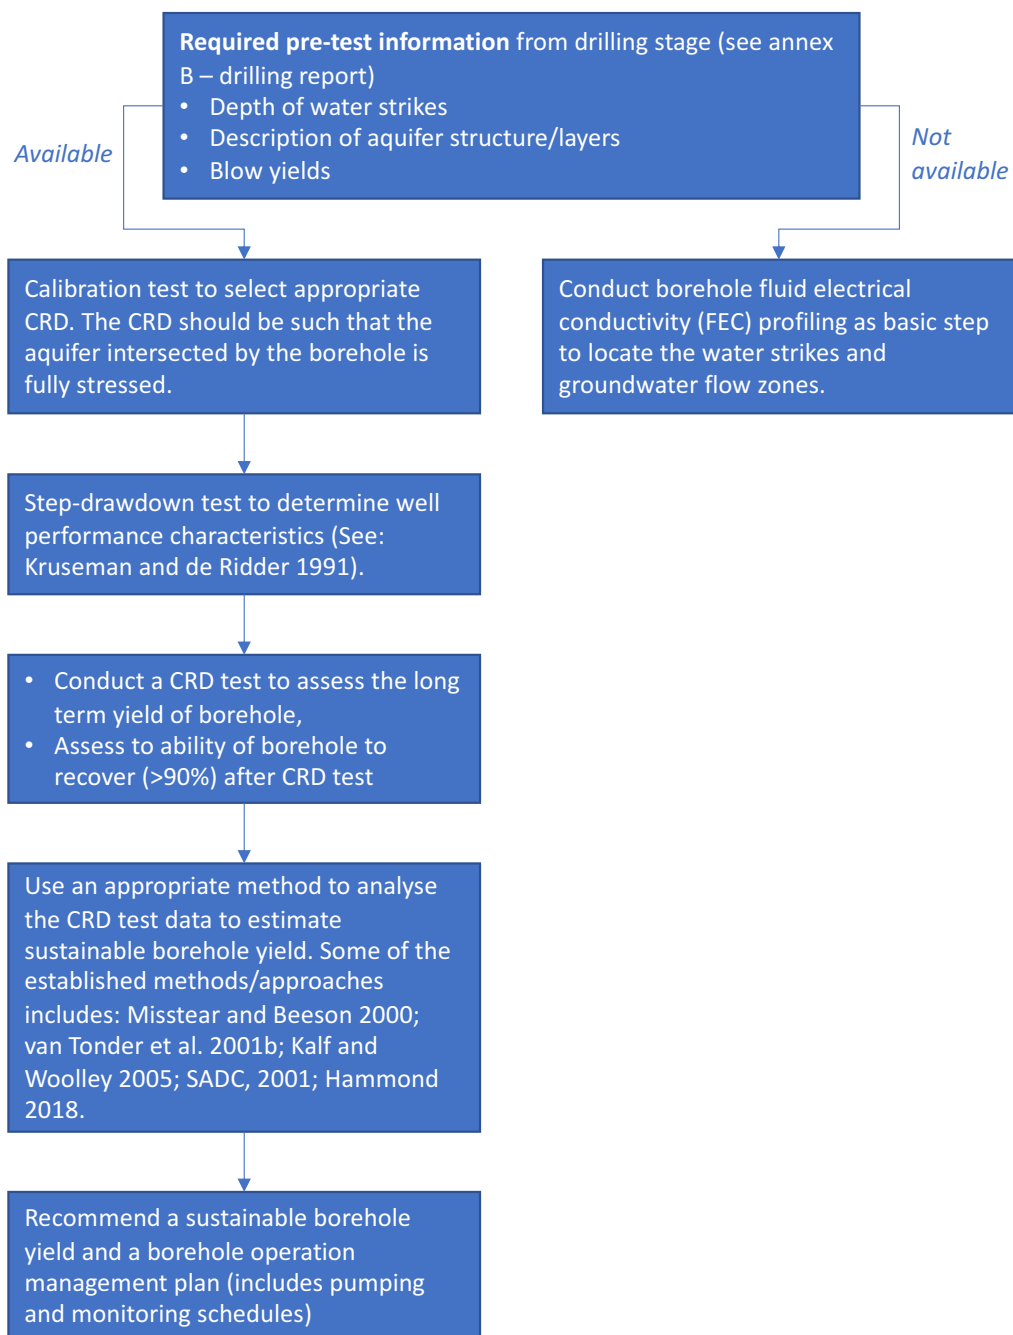 Required pre-test information from drilling stage (see annex
B – drilling report)
• Depth of water strikes
• Description of aquifer structure/layers
• Blow yields
Available
Not
available
Calibration test to select appropriate
CRD. The CRD should be such that the
aquifer intersected by the borehole is
fully stressed.
Conduct borehole fluid electrical
conductivity (FEC) profiling as basic step
to locate the water strikes and
groundwater flow zones.
Step-drawdown test to determine well
performance characteristics (See:
Kruseman and de Ridder 1991).
• Conduct a CRD test to assess the long
term yield of borehole,
• Assess to ability of borehole to
recover (>90%) after CRD test
Use an appropriate method to analyse
the CRD test data to estimate
sustainable borehole yield. Some of the
established methods/approaches
includes: Misstear and Beeson 2000;
van Tonder et al. 2001b; Kalf and
Woolley 2005; SADC, 2001; Hammond
2018.
Recommend a sustainable borehole
yield and a borehole operation
management plan (includes pumping
and monitoring schedules)